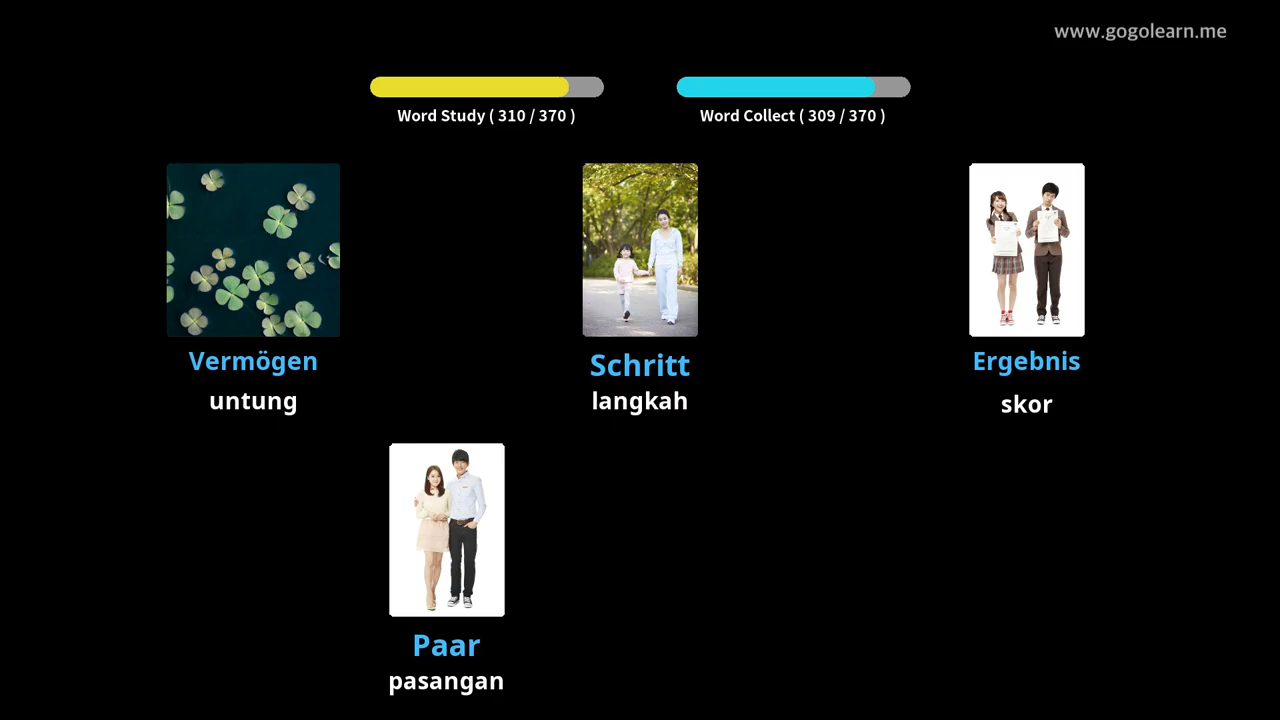 www.gogolearn.me
Word Study ( 310 / 370 )
Word Collect ( 309 / 370 )
Vermögen
untung
Schritt
langkah
Ergebnis
skor
Paar
pasangan